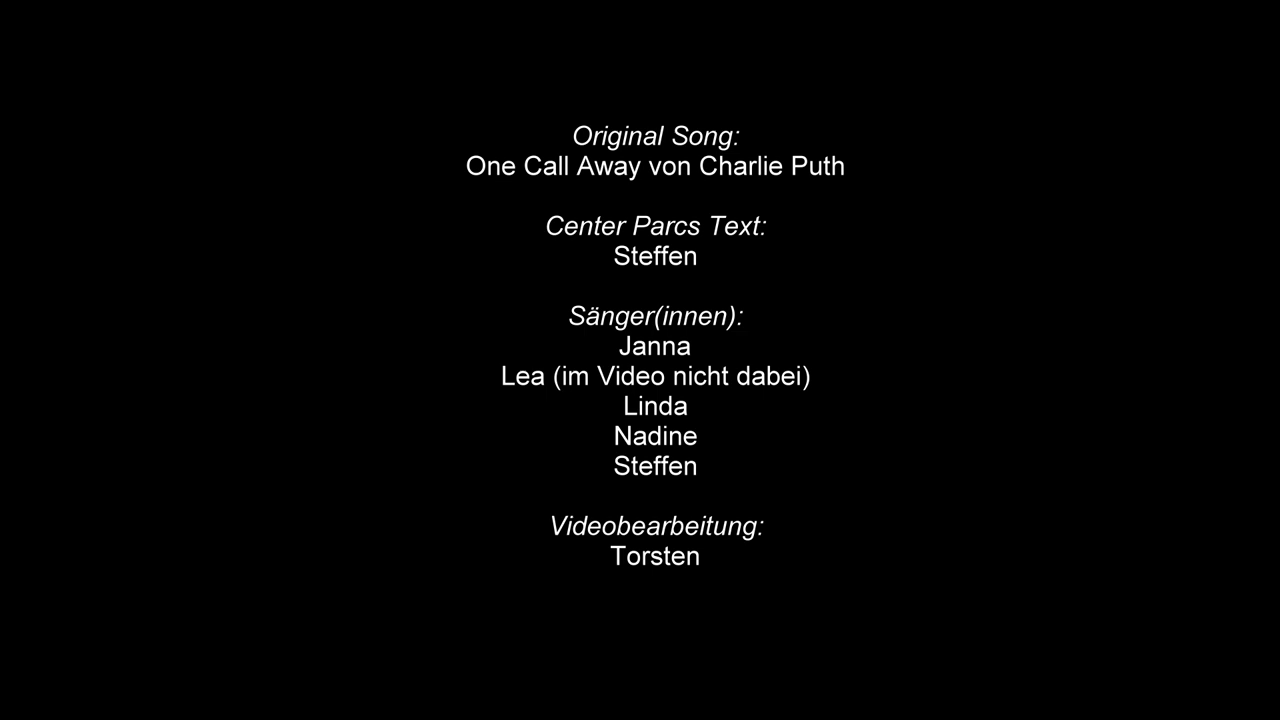 Original Song:
One Call Away von Charlie Puth
Center Parcs Text:
Steffen
Sänger(innen):
Janna
Lea (im Video nicht dabei)
Linda
Nadine
Steffen
Videobearbeitung:
Torsten